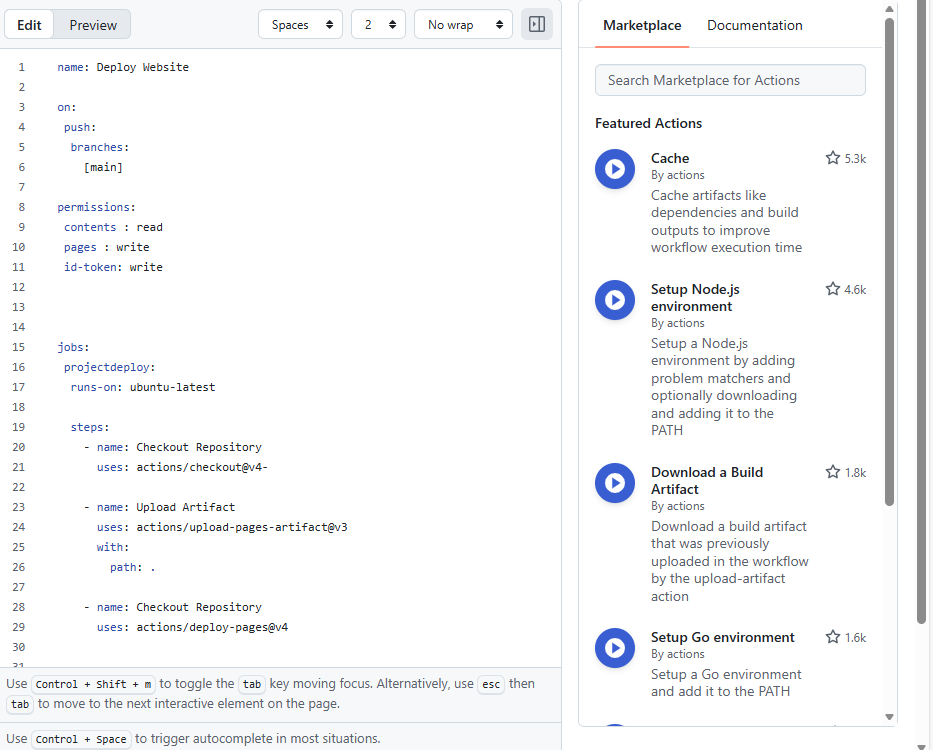 Edit Preview Spaces 2 No wrap
1 name: Deploy Website
2
3 on:
4 push:
5 branches:
6 [main]
7
8 permissions:
9 contents : read
10 pages : write
11 id-token: write
12
13
14
15 jobs:
16 projectdeploy:
17 runs-on: ubuntu-latest
18
19 steps:
20 - name: Checkout Repository
21 uses: actions/checkout@v4-
22
23 - name: Upload Artifact
24 uses: actions/upload-pages-artifact@v3
25 with:
26 path: .
27
28 - name: Checkout Repository
29 uses: actions/deploy-pages@v4
30
31
Use Control + Shift + m to toggle the tab key moving focus. Alternatively, use esc then
tab to move to the next interactive element on the page.
Use Control + Space to trigger autocomplete in most situations.
Marketplace Documentation
Search Marketplace for Actions
Featured Actions
Cache 5.3k
By actions
Cache artifacts like
dependencies and build
outputs to improve
workflow execution time
Setup Node.js 4.6k
environment
By actions
Setup a Node.js
environment by adding
problem matchers and
optionally downloading
and adding it to the
PATH
Download a Build 1.8k
Artifact
By actions
Download a build artifact
that was previously
uploaded in the workflow
by the upload-artifact
action
Setup Go environment 1.6k
By actions
Setup a Go environment
and add it to the PATH